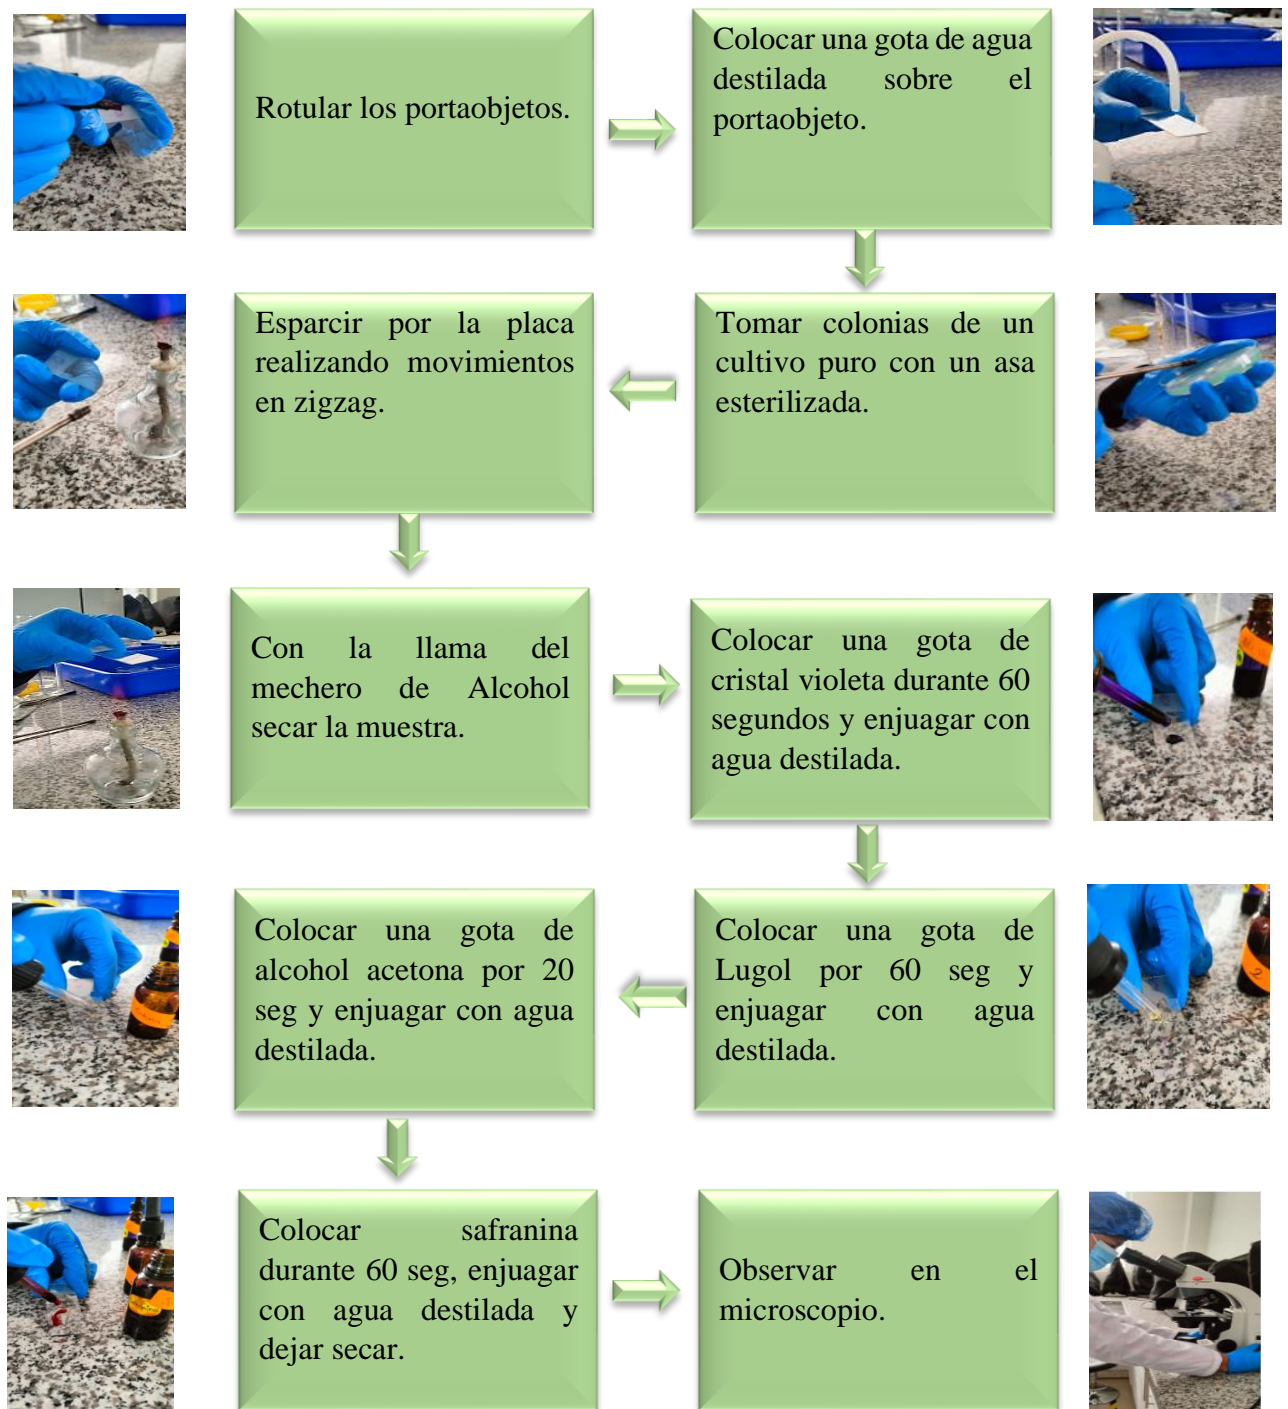 Rotular los portaobjetos.
Colocar una gota de agua
destilada sobre el
portaobjeto.
Tomar colonias de un
cultivo puro con un asa
esterilizada.
Esparcir por la placa
realizando movimientos
en zigzag.
Con la llama del
mechero de Alcohol
secar la muestra.
Colocar una gota de
cristal violeta durante 60
segundos y enjuagar con
agua destilada.
Colocar una gota de
Lugol por 60 seg y
enjuagar con agua
destilada.
2
Colocar una gota de
alcohol acetona por 20
seg y enjuagar con agua
destilada.
Colocar safranina
durante 60 seg, enjuagar
con agua destilada y
dejar secar.
Observar en el
microscopio.